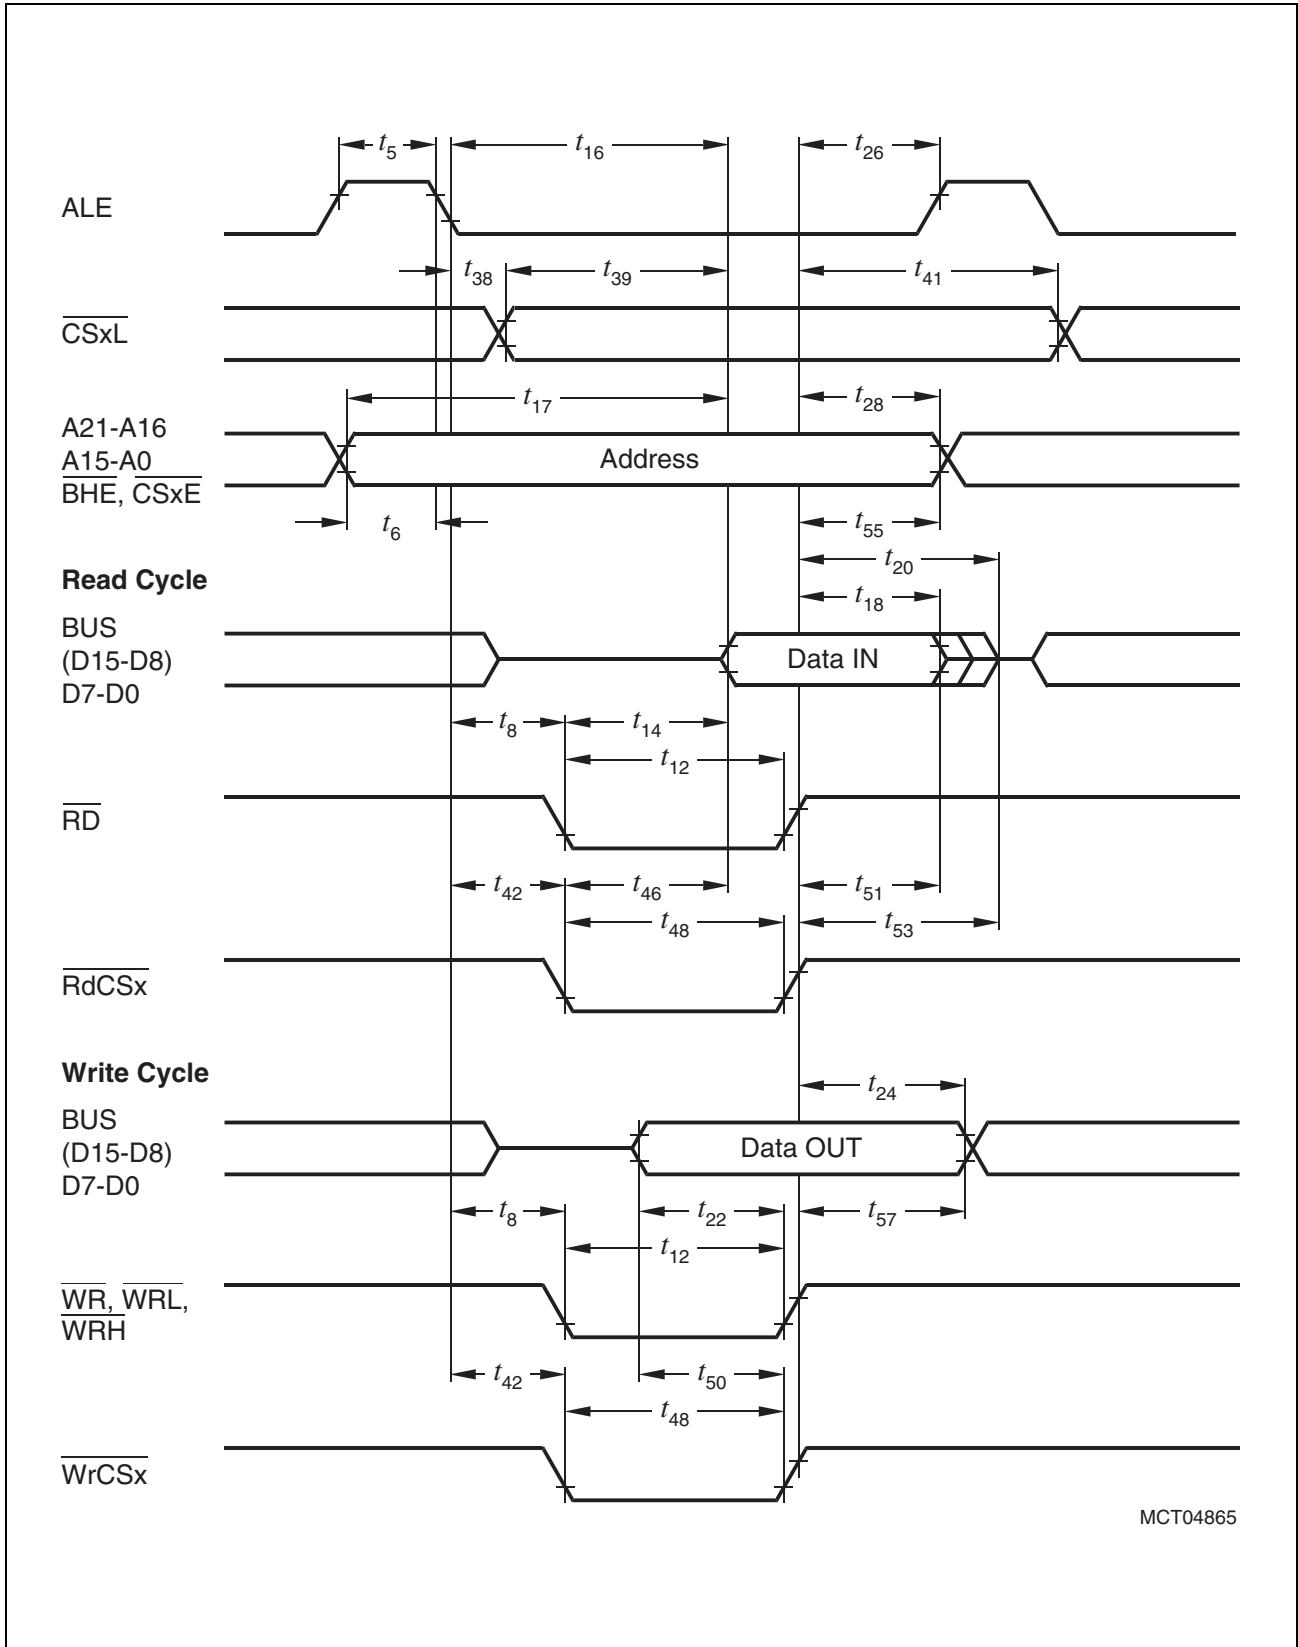 t5 t16 t26
ALE
t38 t39 t41
CSxL
t17 t28
A21-A16
A15-A0
BHE, CSxE
Address
t6 t55
t20
Read Cycle
t18
BUS
(D15-D8)
D7-D0
Data IN
t8 t14
t12
RD
t42 t46 t51
t48 t53
RdCSx
Write Cycle
t24
BUS
(D15-D8)
D7-D0
Data OUT
t8 t22 t57
t12
WR, WRL,
WRH
t42 t50
t48
WrCSx
MCT04865